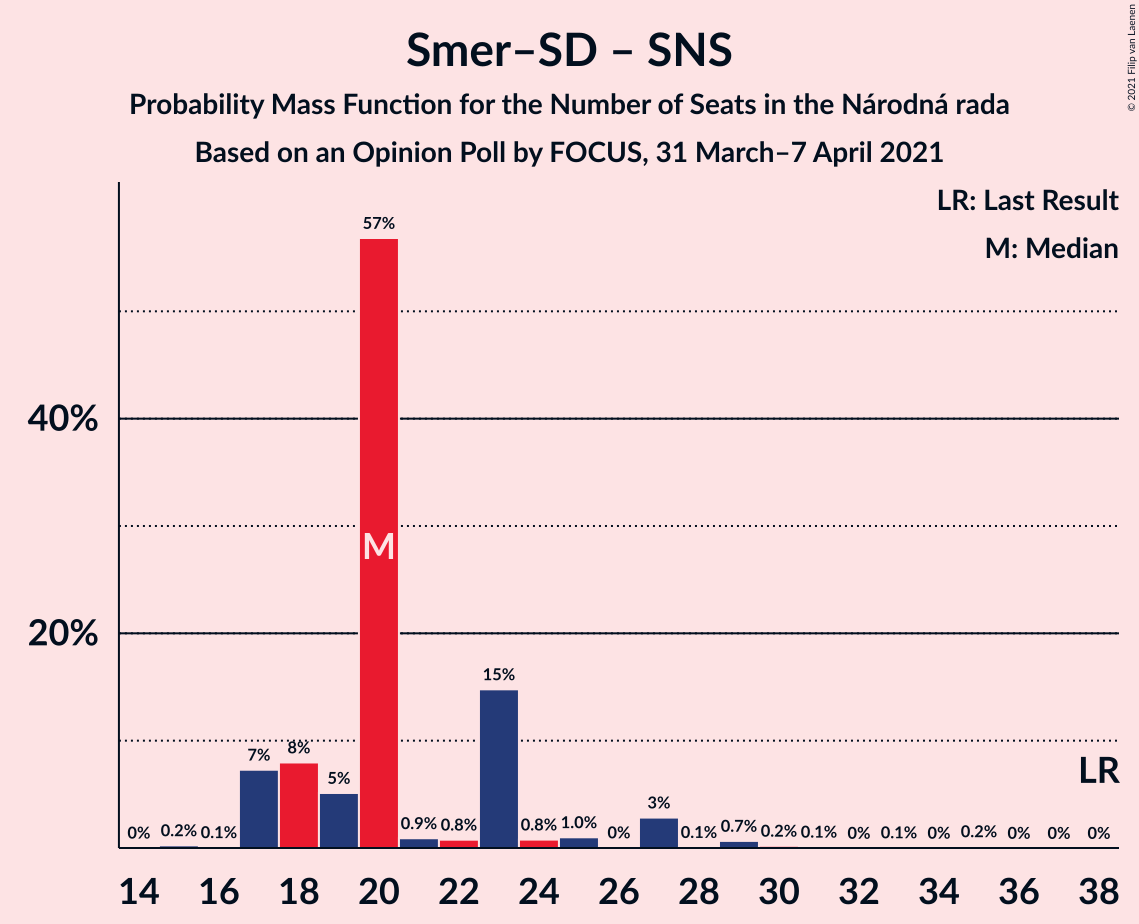 Smer–SD – SNS
Probability Mass Function for the Number of Seats in the Národná rada
Based on an Opinion Poll by FOCUS, 31 March–7 April 2021
© 2021 Filip van Laenen
LR: Last Result
M: Median
57%
40%
M
20%
15%
7% 8% 5% 3%
LR
0% 0.2% 0.1% 0.9% 0.8% 0.8% 1.0% 0% 0.1% 0.7% 0.2% 0.1% 0% 0.1% 0% 0.2% 0% 0% 0%
14 16 18 20 22 24 26 28 30 32 34 36 38